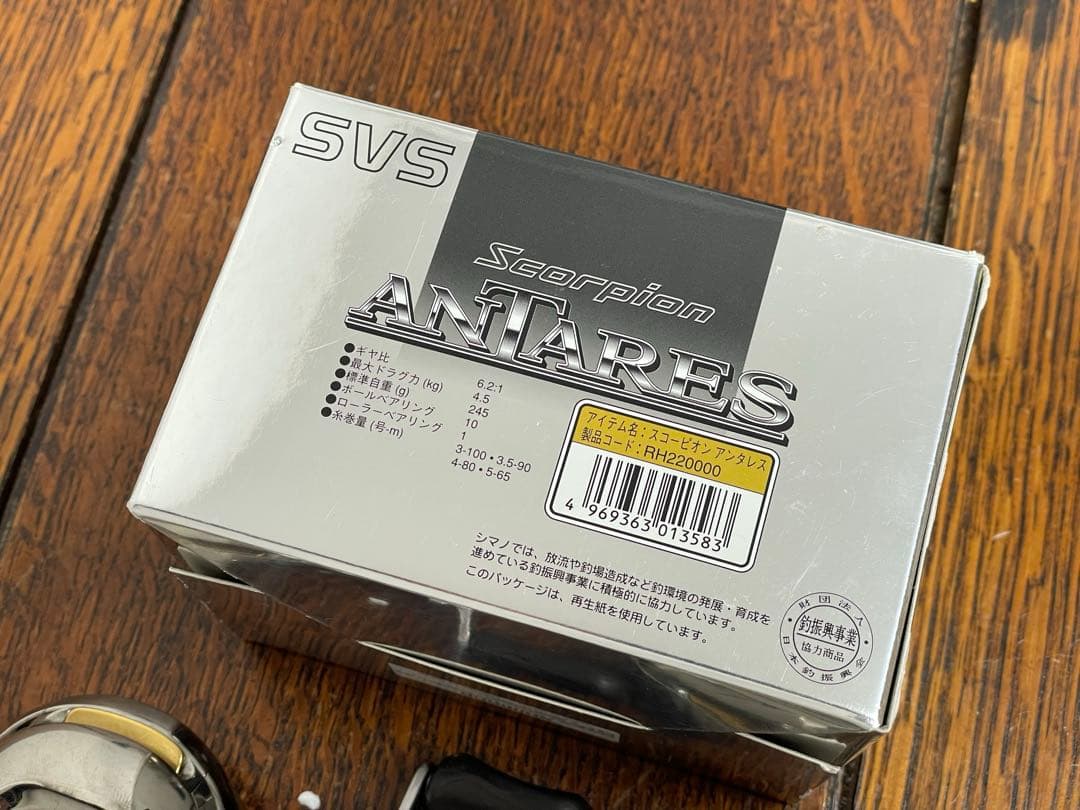 SVS
Scorpion
ANTARES
●ギヤ比 6.2:1
●最大ドラグ力 (kg) 4.5
●標準自重 (g) 245
●ボールベアリング 10
●ローラーベアリング 1
●糸巻量 (号-m) 3-100・3.5-90
4-80・5-65
アイテム名：スコーピオン アンタレス
製品コード：RH220000
4 969363 013583
シマノでは、放流や釣場造成など釣環境の発展・育成を
進めている釣振興事業に積極的に協力しています。
このパッケージは、再生紙を使用しています。
財団法人
釣振興事業
協力商品
日本釣振興会